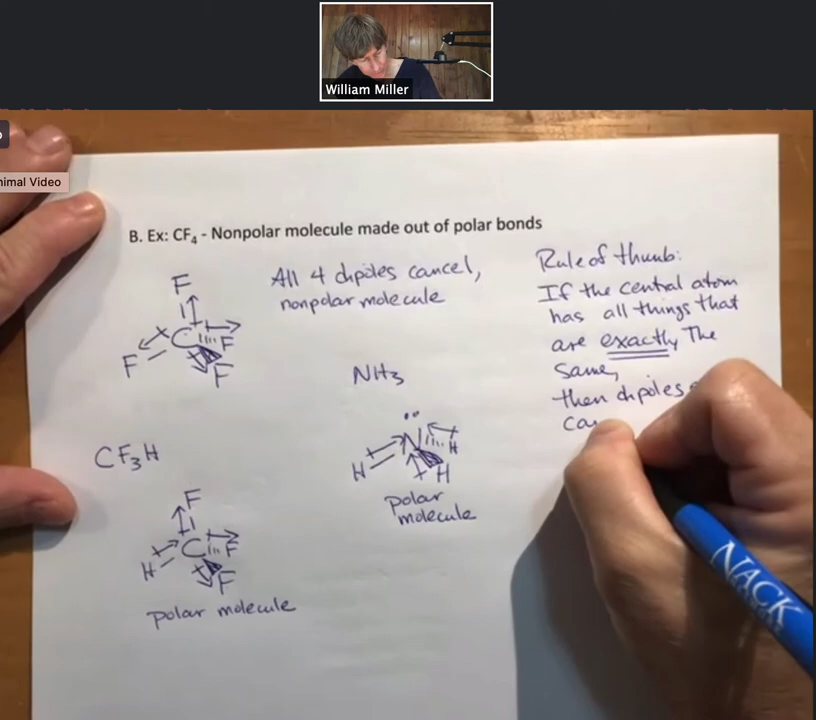 William Miller
nimal Video
B. Ex: CF₄ - Nonpolar molecule made out of polar bonds
All 4 dipoles cancel,
nonpolar molecule
F
C F
F
F
Rule of thumb:
If the central atom
has all things that
are exactly The
Same,
then dipoles
NH₃
N
H
H
H
polar
molecule
CF₃H
F
C F
H
F
polar molecule
NACK